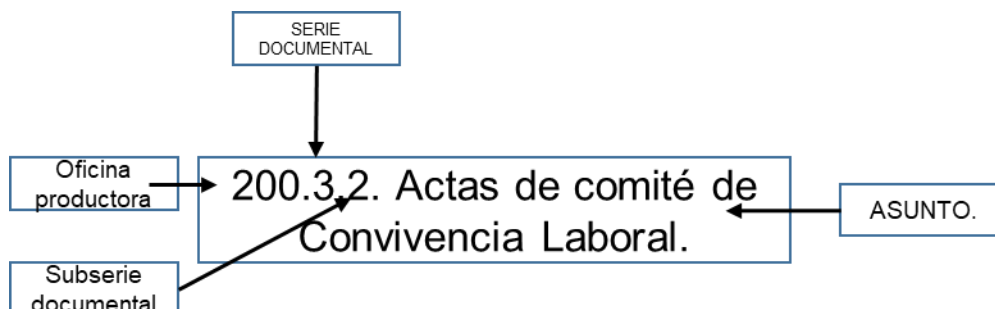 SERIE
DOCUMENTAL
Oficina
productora
200.3.2. Actas de comité de
Convivencia Laboral.
ASUNTO.
Subserie
documental